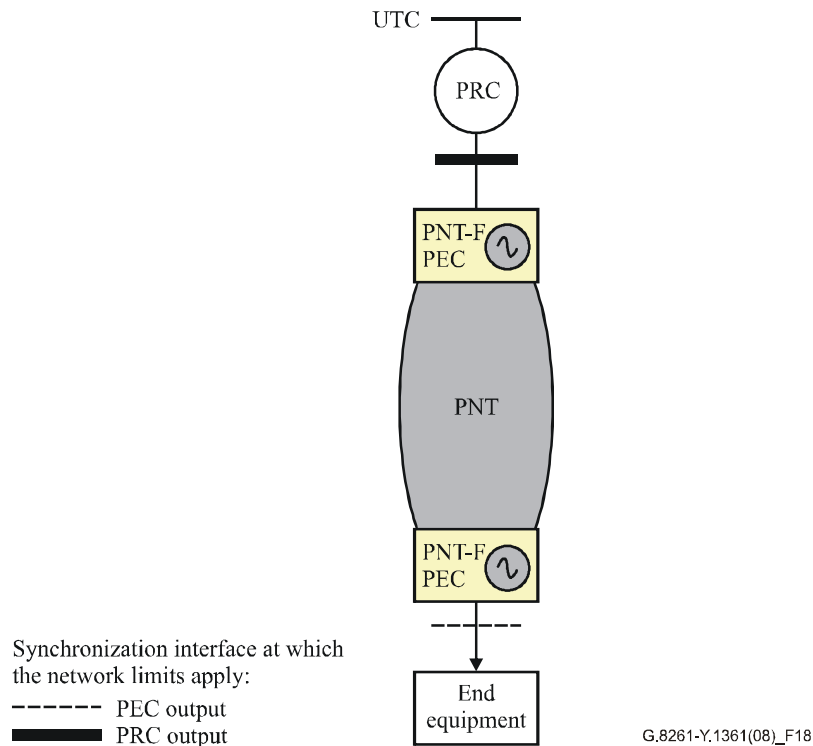 UTC
PRC
PNT-F
PEC
PNT
PNT-F
PEC
Synchronization interface at which
the network limits apply:
PEC output
PRC output
End
equipment
G.8261-Y.1361(08)_F18